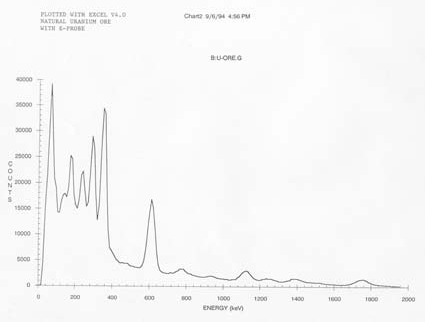 PLOTTED WITH EXCEL V4.0
NATURAL URANIUM ORE
WITH G-PROBE
Chart2 9/6/94 4:56 PM
B:U-ORE.G
40000
35000
30000
25000
20000
15000
10000
5000
0
COUNTS
0 200 400 600 800 1000 1200 1400 1600 1800 2000
ENERGY (keV)